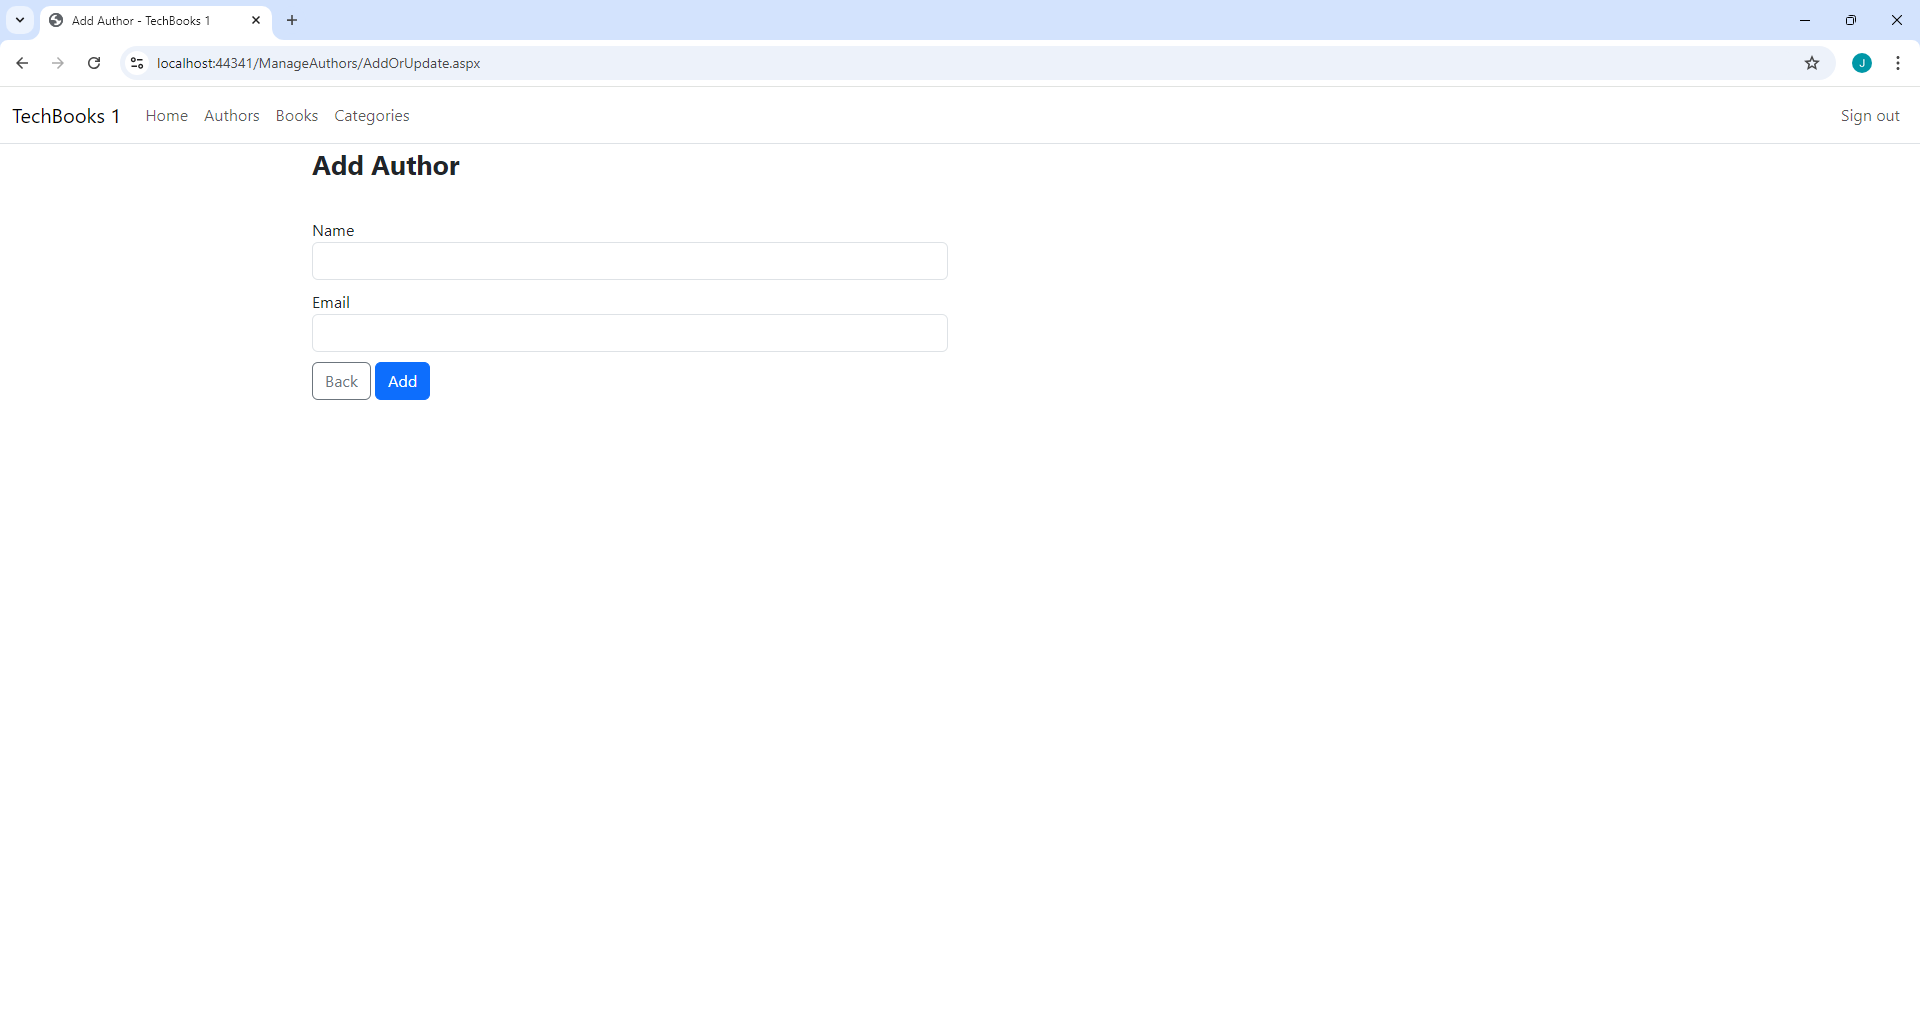 Add Author - TechBooks 1
localhost:44341/ManageAuthors/AddOrUpdate.aspx
J
TechBooks 1 Home Authors Books Categories Sign out
Add Author
Name
Email
Back Add